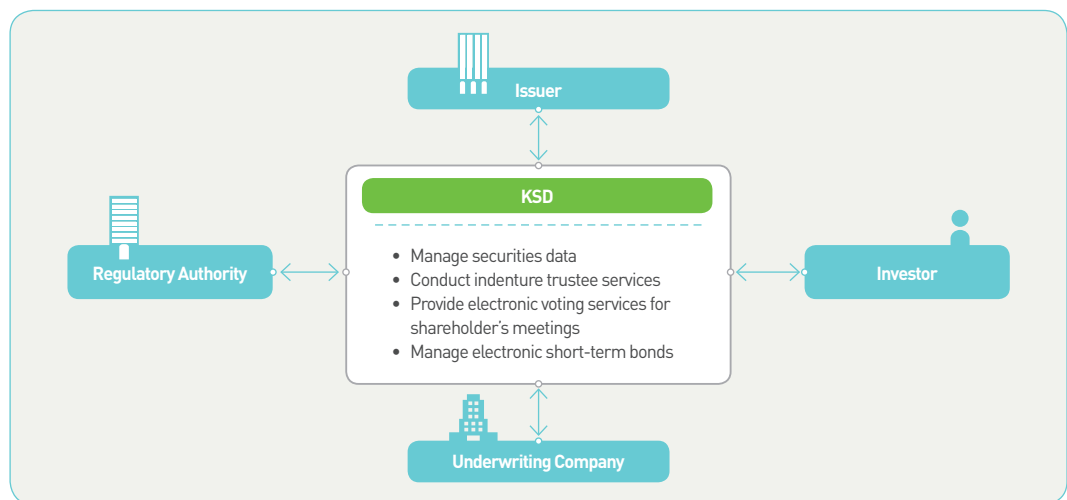 Issuer
KSD
• Manage securities data
• Conduct indenture trustee services
• Provide electronic voting services for
shareholder's meetings
• Manage electronic short-term bonds
Regulatory Authority
Investor
Underwriting Company